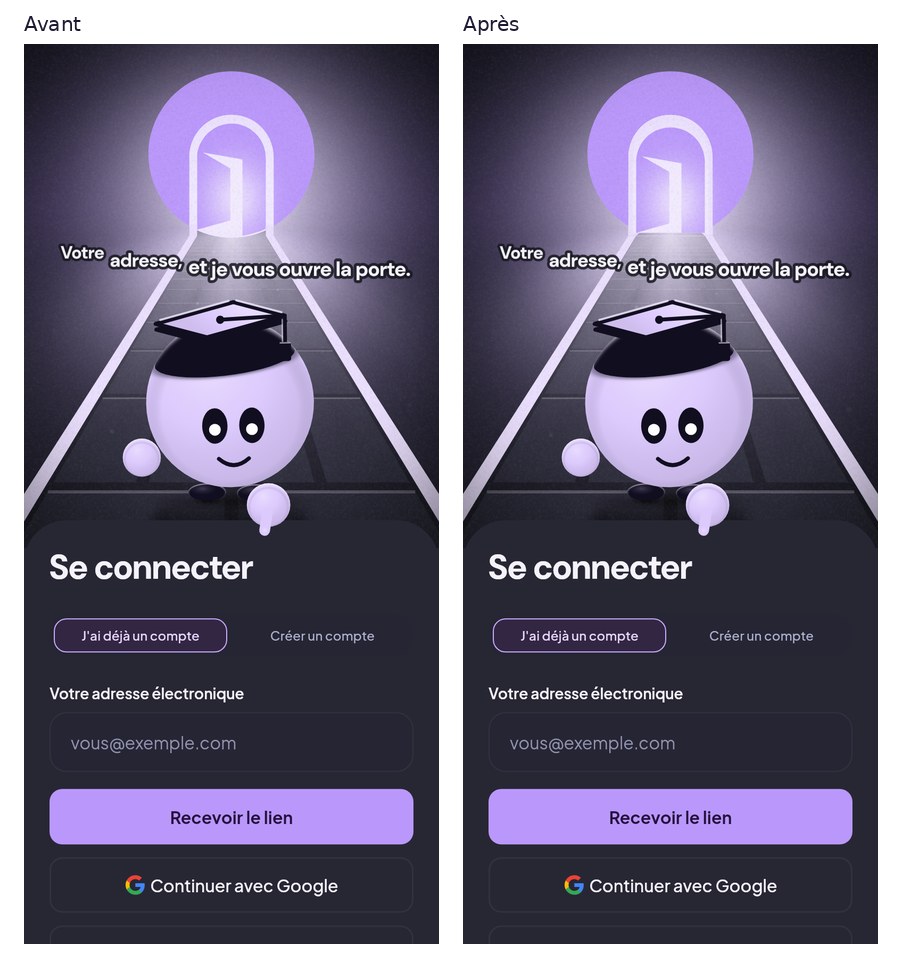 Avant
Après
Votre adresse, et je vous ouvre la porte.
Se connecter
J'ai déjà un compte
Créer un compte
Votre adresse électronique
vous@exemple.com
Recevoir le lien
Continuer avec Google
Votre adresse, et je vous ouvre la porte.
Se connecter
J'ai déjà un compte
Créer un compte
Votre adresse électronique
vous@exemple.com
Recevoir le lien
Continuer avec Google